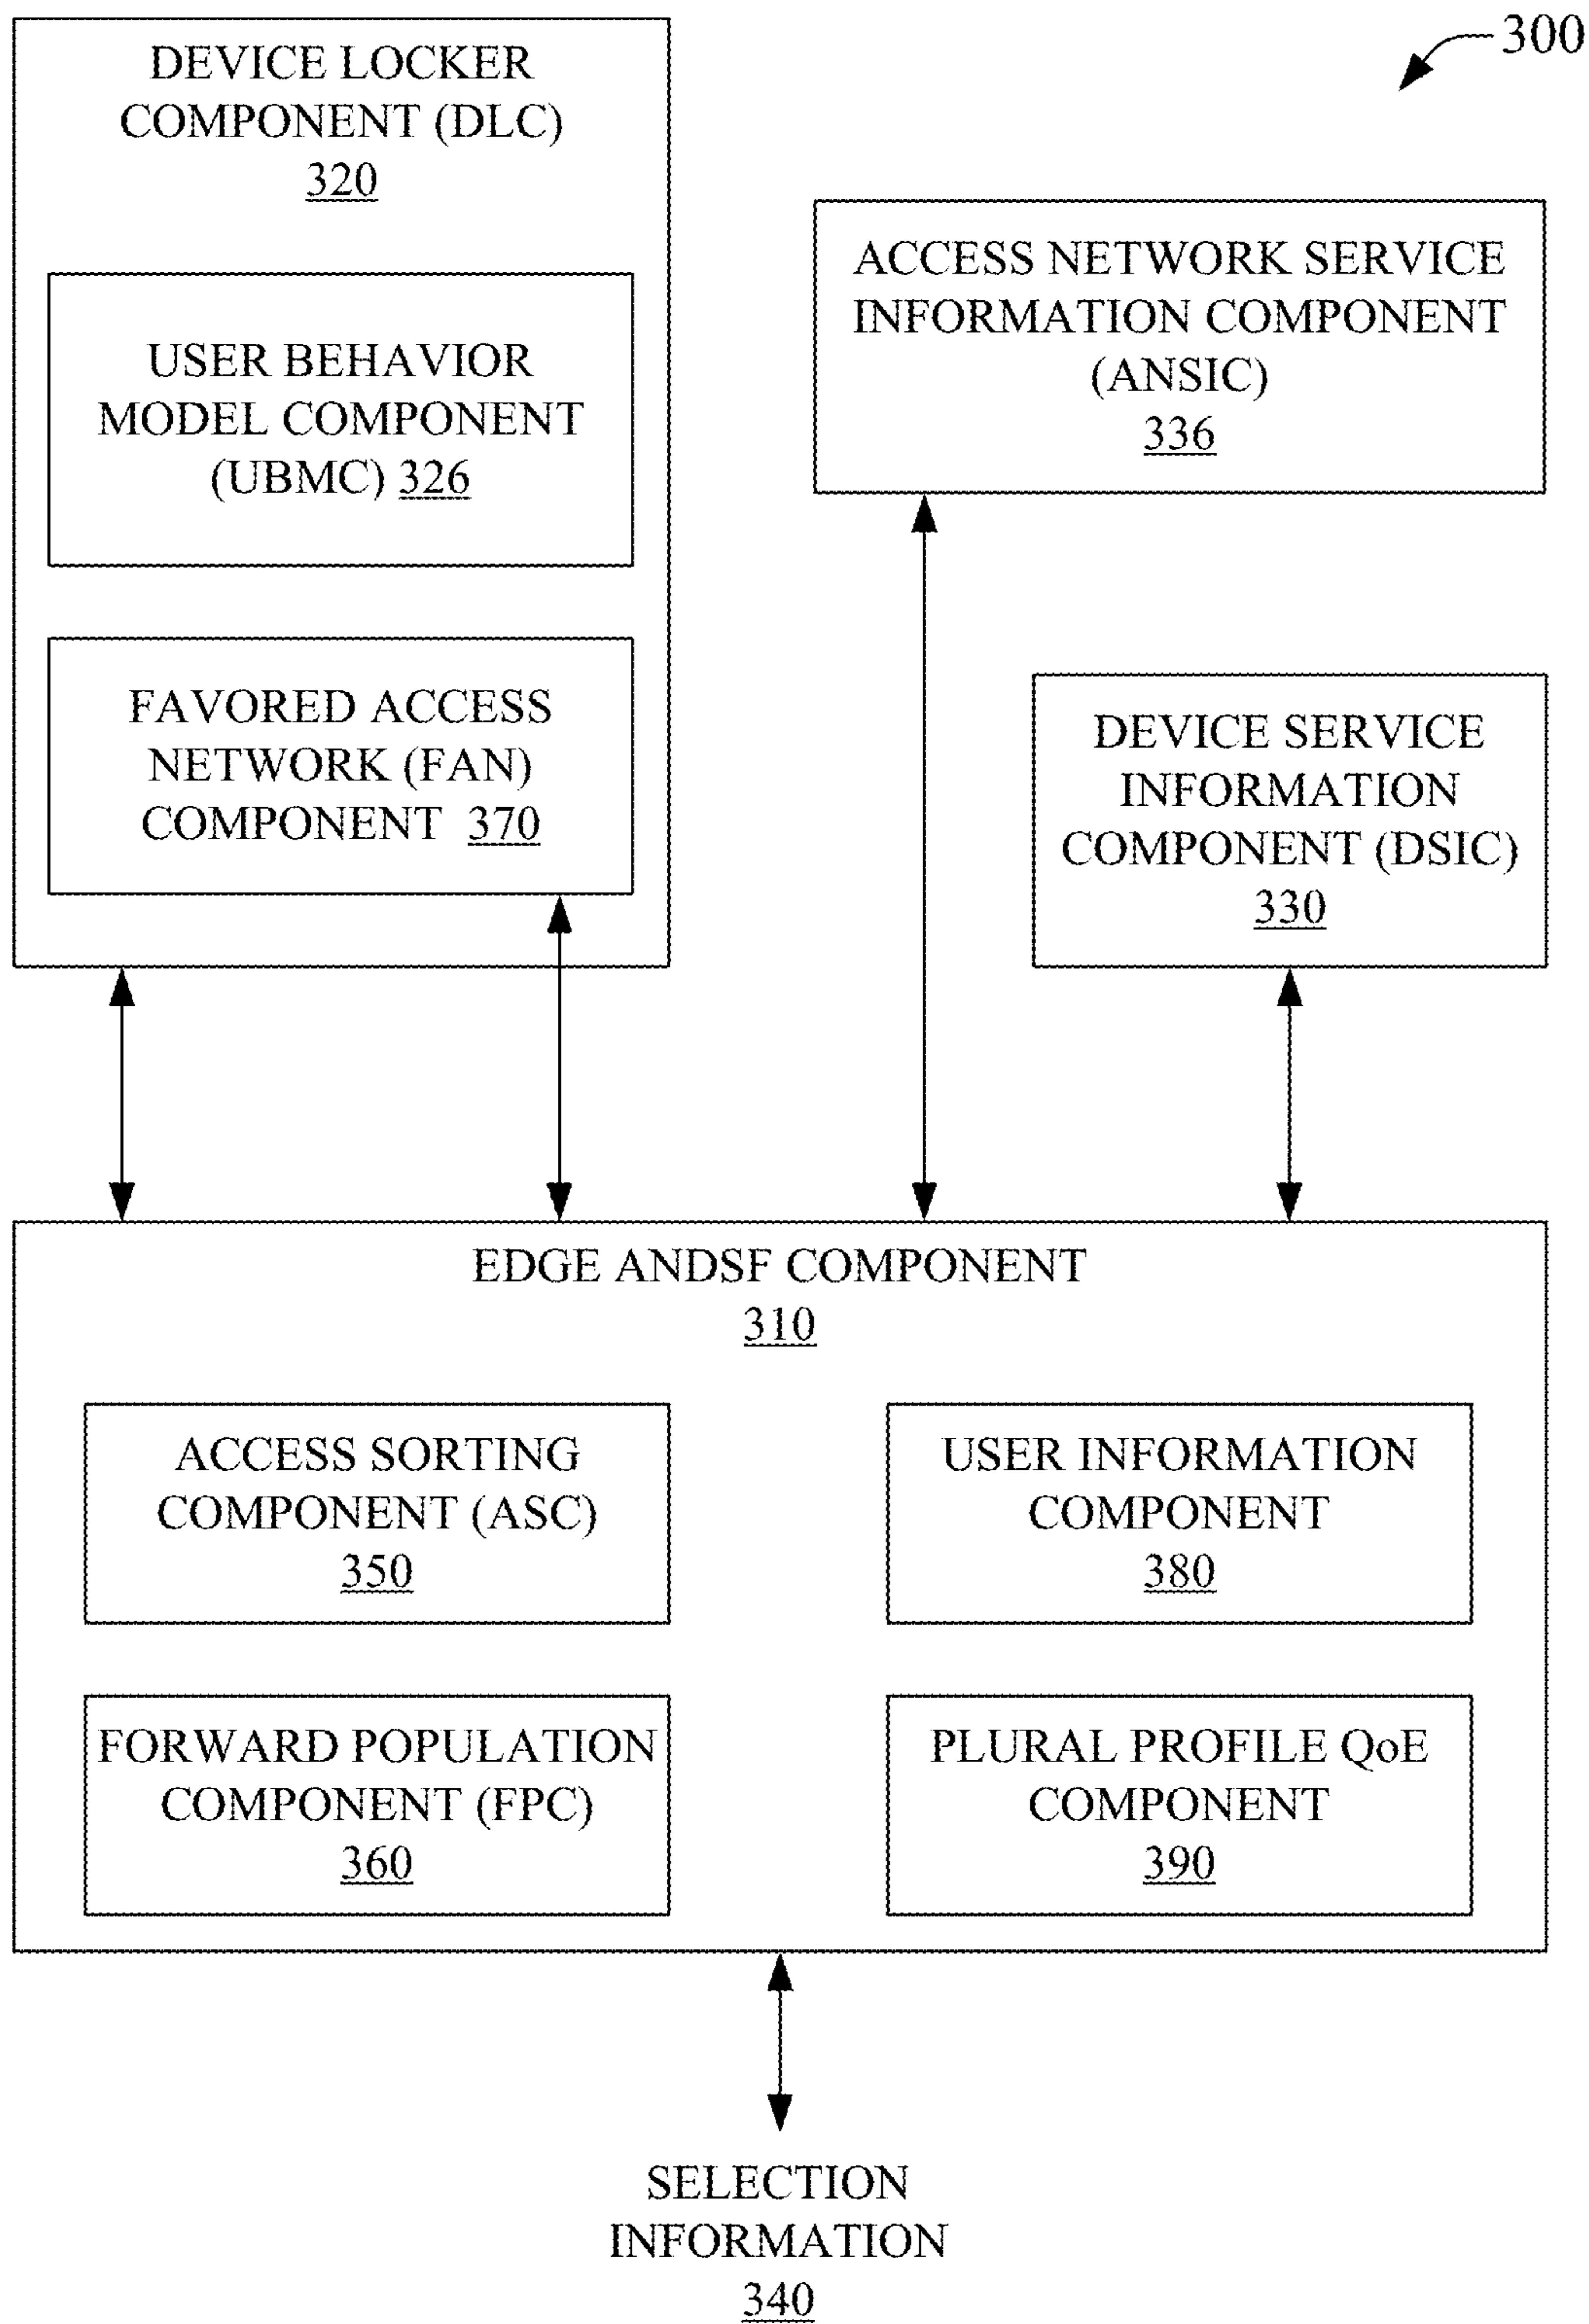 300
DEVICE LOCKER
COMPONENT (DLC)
320
USER BEHAVIOR
MODEL COMPONENT
(UBMC) 326
FAVORED ACCESS
NETWORK (FAN)
COMPONENT 370
ACCESS NETWORK SERVICE
INFORMATION COMPONENT
(ANSIC)
336
DEVICE SERVICE
INFORMATION
COMPONENT (DSIC)
330
EDGE ANDSF COMPONENT
310
ACCESS SORTING
COMPONENT (ASC)
350
USER INFORMATION
COMPONENT
380
FORWARD POPULATION
COMPONENT (FPC)
360
PLURAL PROFILE QoE
COMPONENT
390
SELECTION
INFORMATION
340